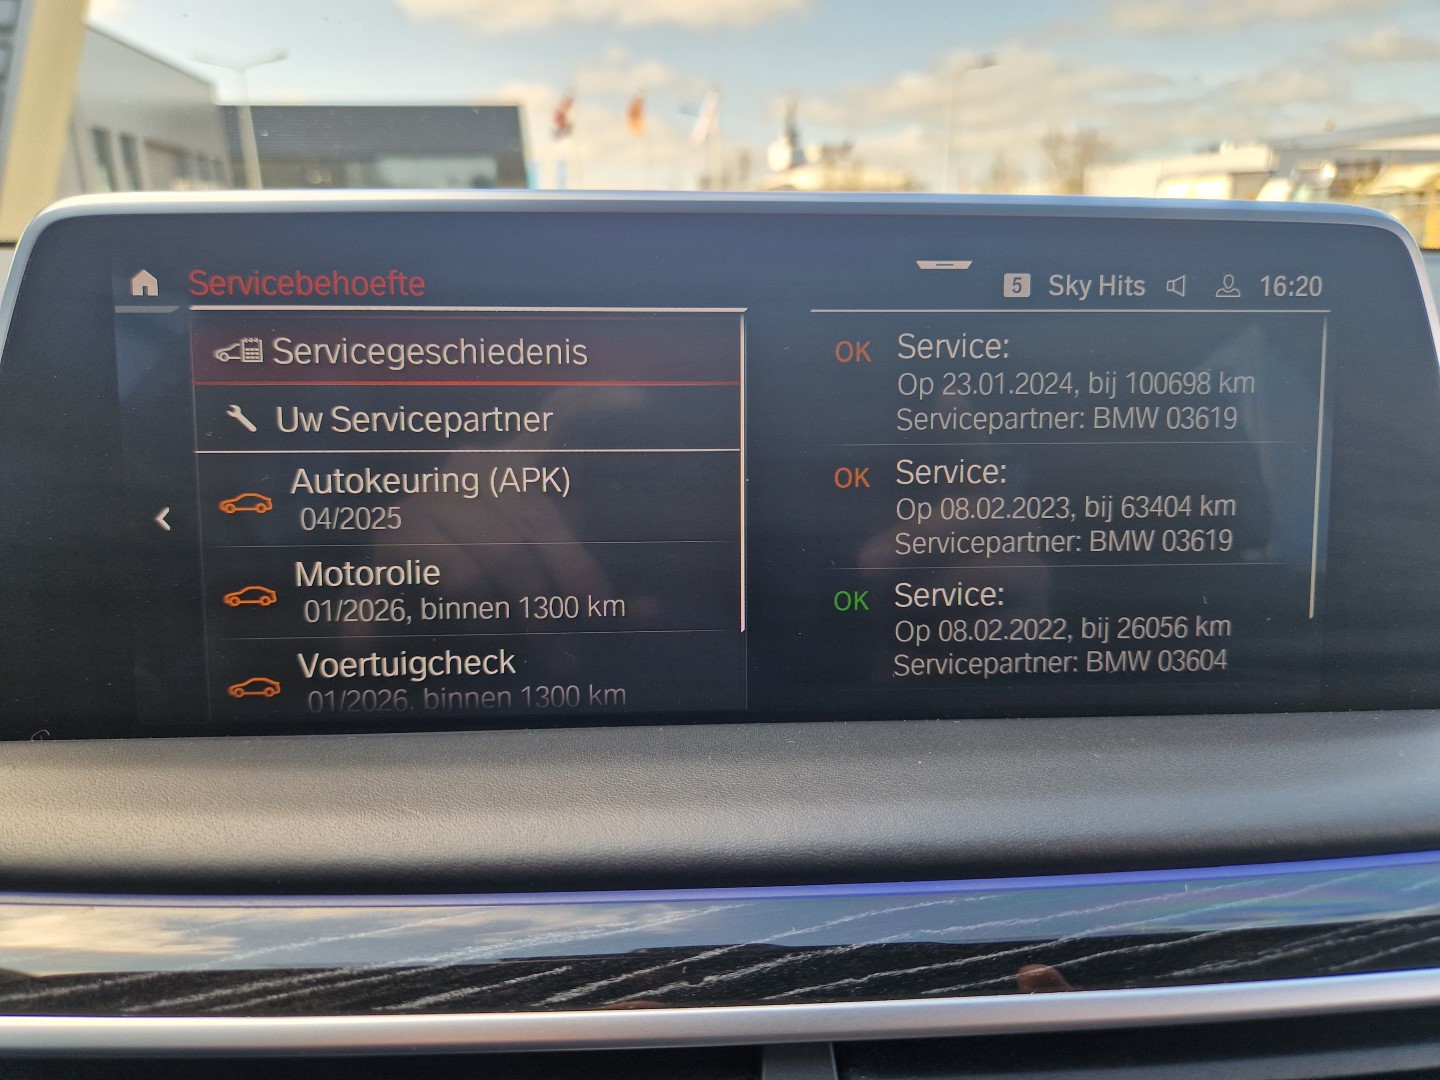 Servicebehoefte
5 Sky Hits 16:20
Servicegeschiedenis
Uw Servicepartner
Autokeuring (APK)
04/2025
Motorolie
01/2026, binnen 1300 km
Voertuigcheck
01/2026, binnen 1300 km
OK Service:
Op 23.01.2024, bij 100698 km
Servicepartner: BMW 03619
OK Service:
Op 08.02.2023, bij 63404 km
Servicepartner: BMW 03619
OK Service:
Op 08.02.2022, bij 26056 km
Servicepartner: BMW 03604